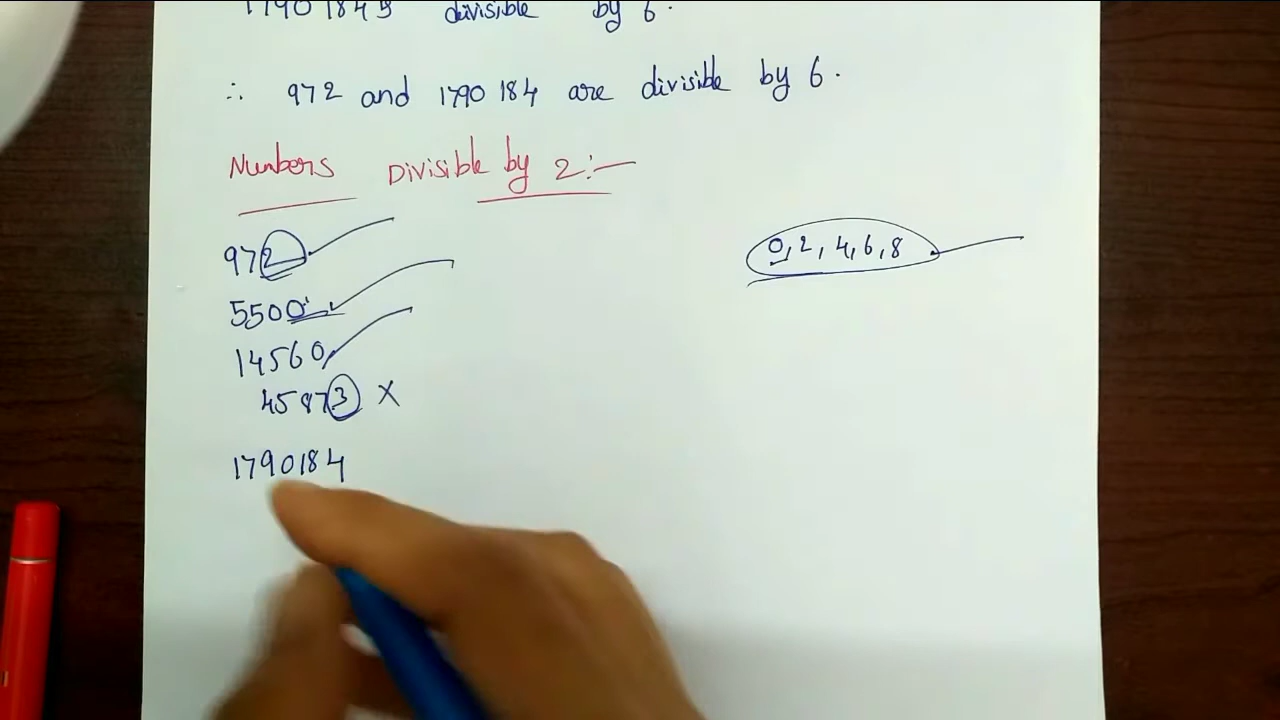 divisible by 6.
∴ 972 and 1790184 are divisible by 6.
Numbers Divisible by 2:-
972
0, 2, 4, 6, 8
5500
14560
45873 X
1790184